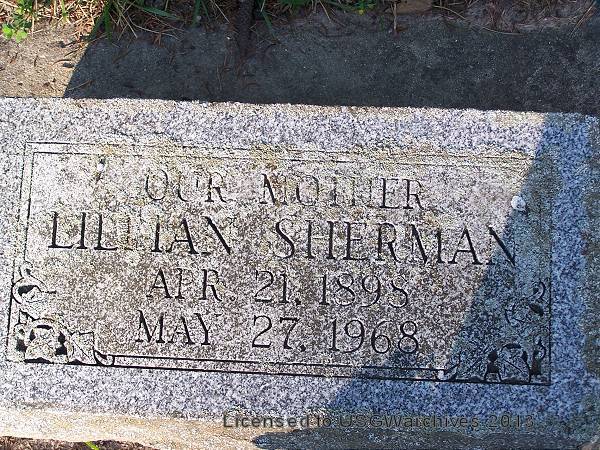 OUR MOTHER
LILLIAN SHERMAN
APR. 21, 1898
MAY 27, 1968
Licensed to USGWarchives 2013